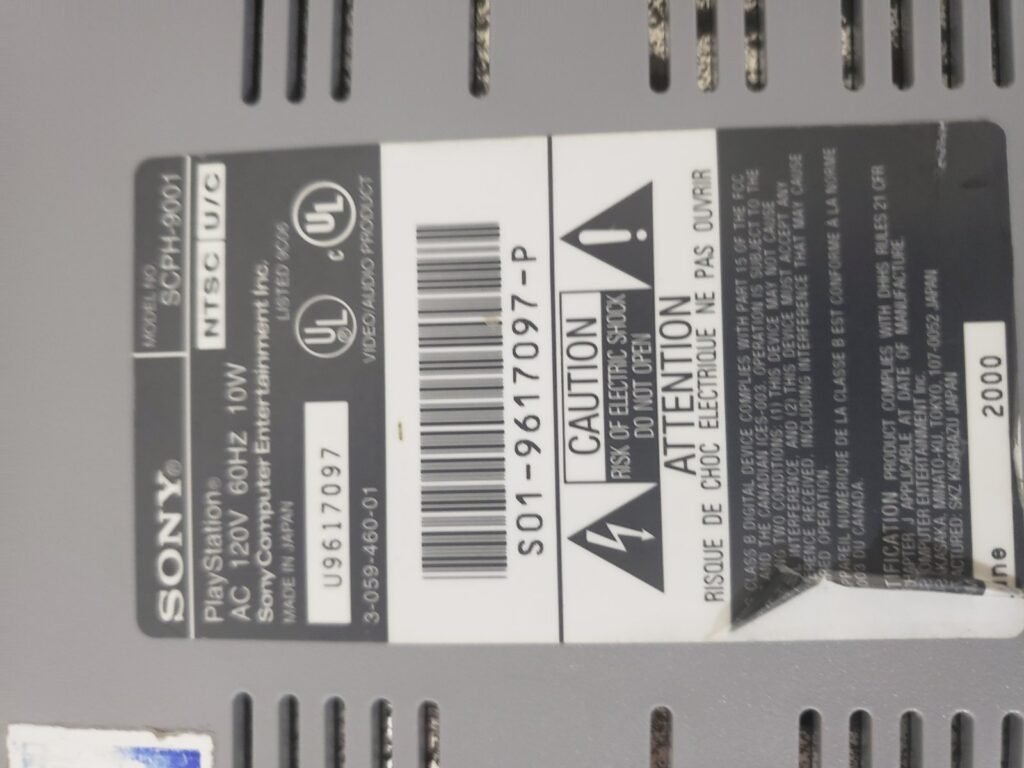 SONY®
MODEL NO.
SCPH-9001
PlayStation®
NTSC U/C
AC 120V 60Hz 10W
Sony Computer Entertainment Inc.
MADE IN JAPAN
LISTED 9C06
U9617097
UL® c UL®
3-059-460-01
VIDEO/AUDIO PRODUCT
S01-9617097-P
CAUTION
RISK OF ELECTRIC SHOCK
DO NOT OPEN
ATTENTION
RISQUE DE CHOC ELECTRIQUE NE PAS OUVRIR
CLASS B DIGITAL DEVICE COMPLIES WITH PART 15 OF THE FCC
AND THE CANADIAN ICES-003. OPERATION IS SUBJECT TO THE
TWO CONDITIONS: (1) THIS DEVICE MAY NOT CAUSE
INTERFERENCE, AND (2) THIS DEVICE MUST ACCEPT ANY
RECEIVED, INCLUDING INTERFERENCE THAT MAY CAUSE
OPERATION.
NUMERIQUE DE LA CLASSE B EST CONFORME A LA NORME
DU CANADA.
PRODUCT COMPLIES WITH DHHS RULES 21 CFR
J APPLICABLE AT DATE OF MANUFACTURE
ENTERTAINMENT Inc.
MINATO-KU TOKYO, 107-0052 JAPAN
KISARAZU JAPAN
une 2000